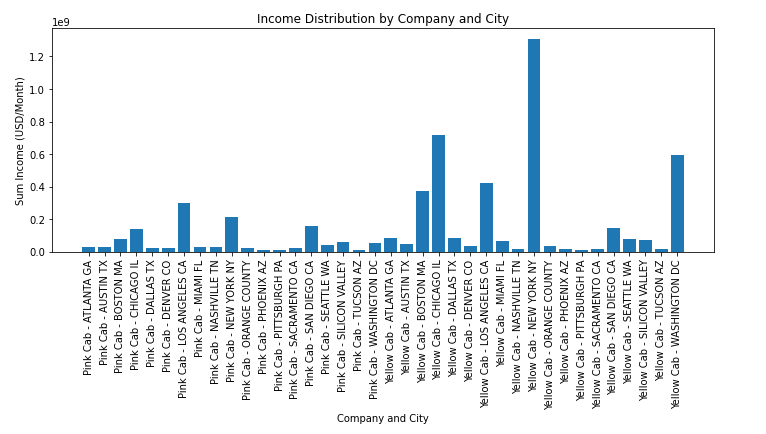 Income Distribution by Company and City
1e9
Sum Income (USD/Month)
1.2
1.0
0.8
0.6
0.4
0.2
0.0
Pink Cab - ATLANTA GA
Pink Cab - AUSTIN TX
Pink Cab - BOSTON MA
Pink Cab - CHICAGO IL
Pink Cab - DALLAS TX
Pink Cab - DENVER CO
Pink Cab - LOS ANGELES CA
Pink Cab - MIAMI FL
Pink Cab - NASHVILLE TN
Pink Cab - NEW YORK NY
Pink Cab - ORANGE COUNTY
Pink Cab - PHOENIX AZ
Pink Cab - PITTSBURGH PA
Pink Cab - SACRAMENTO CA
Pink Cab - SAN DIEGO CA
Pink Cab - SEATTLE WA
Pink Cab - SILICON VALLEY
Pink Cab - TUCSON AZ
Pink Cab - WASHINGTON DC
Yellow Cab - ATLANTA GA
Yellow Cab - AUSTIN TX
Yellow Cab - BOSTON MA
Yellow Cab - CHICAGO IL
Yellow Cab - DALLAS TX
Yellow Cab - DENVER CO
Yellow Cab - LOS ANGELES CA
Yellow Cab - MIAMI FL
Yellow Cab - NASHVILLE TN
Yellow Cab - NEW YORK NY
Yellow Cab - ORANGE COUNTY
Yellow Cab - PHOENIX AZ
Yellow Cab - PITTSBURGH PA
Yellow Cab - SACRAMENTO CA
Yellow Cab - SAN DIEGO CA
Yellow Cab - SEATTLE WA
Yellow Cab - SILICON VALLEY
Yellow Cab - TUCSON AZ
Yellow Cab - WASHINGTON DC
Company and City